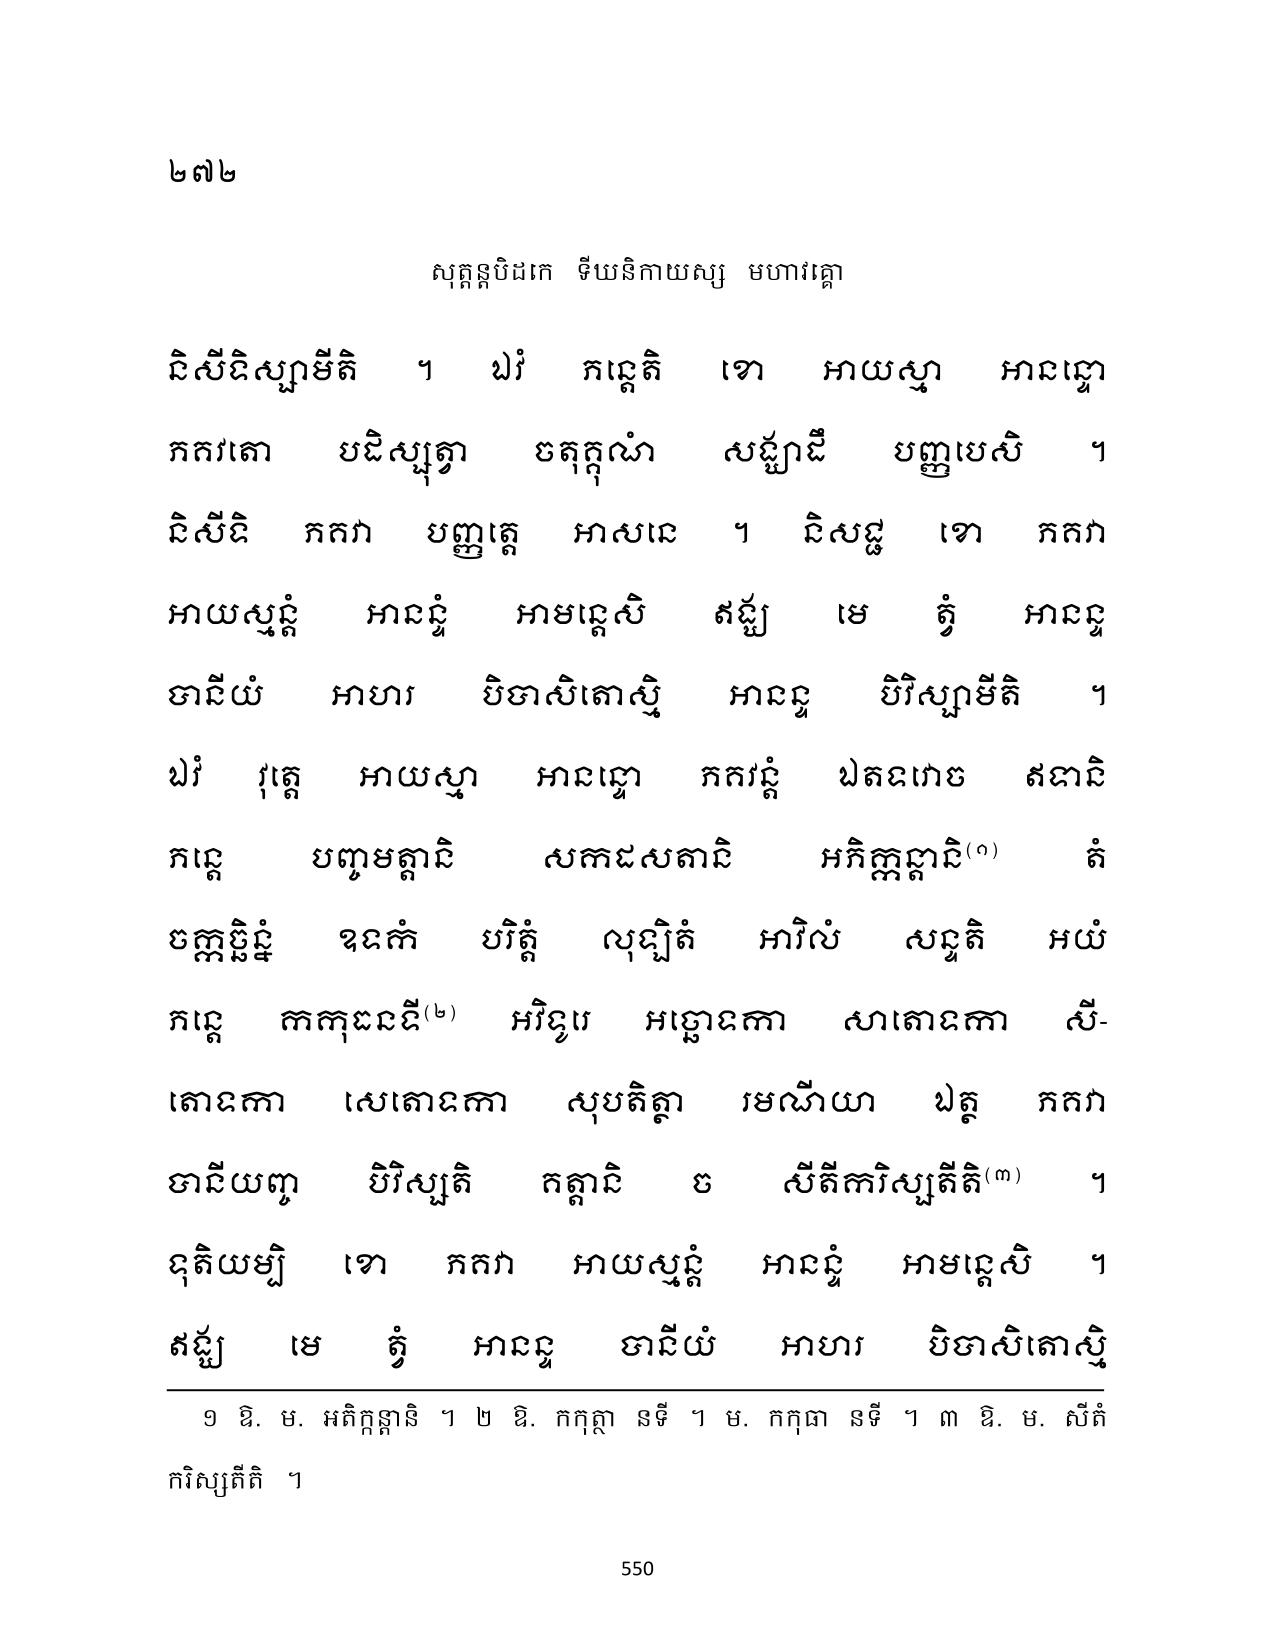 ២៧២
សុត្តន្តបិដកេ ទីឃនិកាយស្ស មហាវគ្គោ
និសីទិស្សាមីតិ ។ ឯវំ ភន្តេតិ ខោ អាយស្មា អានន្ទោ
ភគវតោ បដិស្សុត្វា ចតុគ្គុណំ សង្ឃាដឹ បញ្ញបេសិ ។
និសីទិ ភគវា បញ្ញត្តេ អាសនេ ។ និសជ្ជ ខោ ភគវា
អាយស្មន្តំ អានន្ទំ អាមន្តេសិ ឥង្ឃ មេ ត្វំ អានន្ទ
បានីយំ អាហរ បិបាសិតោស្មិ អានន្ទ បិវិស្សាមីតិ ។
ឯវំ វុត្តេ អាយស្មា អានន្ទោ ភគវន្តំ ឯតទវោច ឥទានិ
ភន្តេ បញ្ចមត្តានិ សកដសតានិ អភិក្កន្តានិ(១) តំ
ចក្កច្ឆិន្នំ ឧទកំ បរិត្តំ លុឡិតំ អាវិលំ សន្ទតិ អយំ
ភន្តេ កកុធនទី(២) អវិទូរេ អច្ឆោទកា សាតោទកា សី-
តោទកា សេតោទកា សុបតិត្ថា រមណីយា ឯត្ថ ភគវា
បានីយញ្ច បិវិស្សតិ គត្តានិ ច សីតីករិស្សតីតិ(៣) ។
ទុតិយម្បិ ខោ ភគវា អាយស្មន្តំ អានន្ទំ អាមន្តេសិ ។
ឥង្ឃ មេ ត្វំ អានន្ទ បានីយំ អាហរ បិបាសិតោស្មិ
១ ឱ. ម. អតិក្កន្តានិ ។ ២ ឱ. កកុត្ថា នទី ។ ម. កកុធា នទី ។ ៣ ឱ. ម. សីតំ
ករិស្សតីតិ ។
550